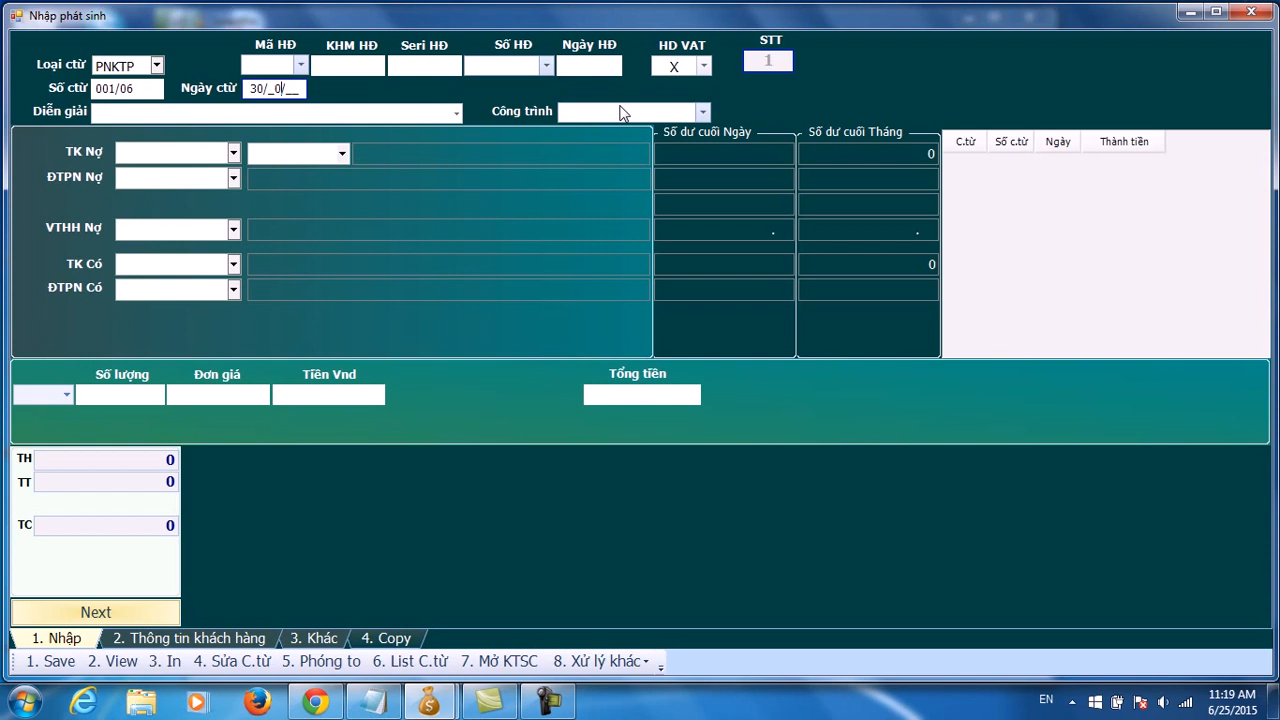 Nhập phát sinh
Mã HĐ KHM HĐ Seri HĐ Số HĐ Ngày HĐ HD VAT STT
Loại ctừ PNKTP X 1
Số ctừ 001/06 Ngày ctừ 30/_0/__
Diễn giải Công trình
Số dư cuối Ngày Số dư cuối Tháng
C.từ Số c.từ Ngày Thành tiền
TK Nợ 0
ĐTPN Nợ
VTHH Nợ . .
TK Có 0
ĐTPN Có
Số lượng Đơn giá Tiền Vnd Tổng tiền
TH 0
TT 0
TC 0
Next
1. Nhập 2. Thông tin khách hàng 3. Khác 4. Copy
1. Save 2. View 3. In 4. Sửa C.từ 5. Phóng to 6. List C.từ 7. Mở KTSC 8. Xử lý khác
EN 11:19 AM
6/25/2015